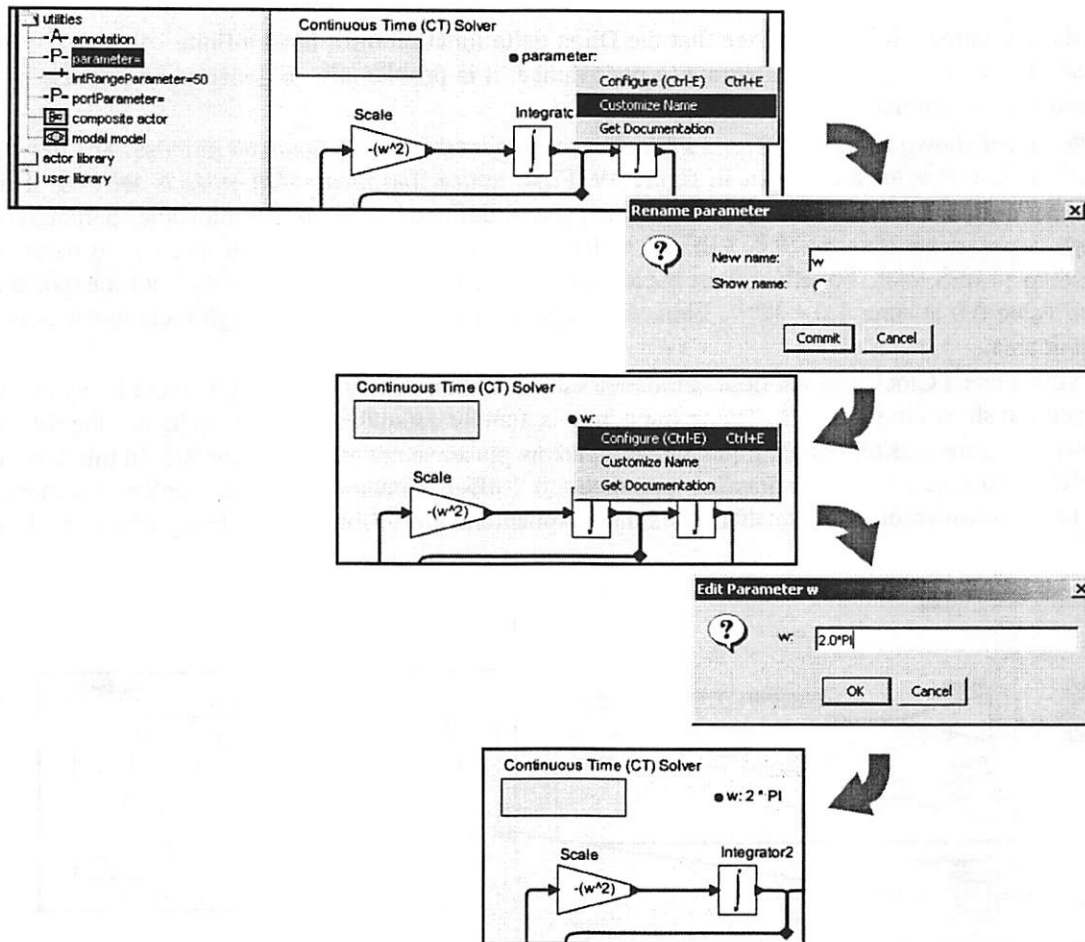 utilities
A- annotation
-P- parameter=
IntRangeParameter=50
-P- portParameter=
composite actor
modal model
actor library
user library
Continuous Time (CT) Solver
parameter:
Configure (Ctrl-E) Ctrl+E
Customize Name
Get Documentation
Scale
-(w^2)
Integratc
∫
Rename parameter x
?
New name: w
Show name:
Commit Cancel
Continuous Time (CT) Solver
w:
Configure (Ctrl-E) Ctrl+E
Customize Name
Get Documentation
Scale
-(w^2)
Edit Parameter w x
?
w: 2.0*PI
OK Cancel
Continuous Time (CT) Solver
w: 2 * PI
Scale
-(w^2)
Integrator2
∫